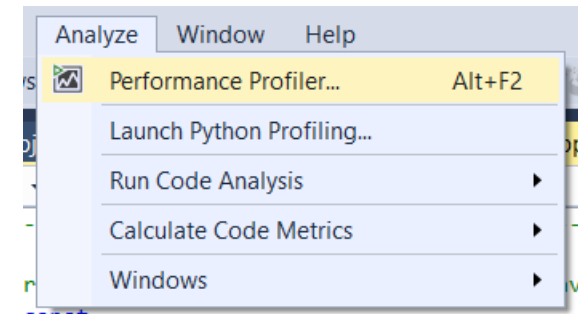 Analyze Window Help
Performance Profiler... Alt+F2
Launch Python Profiling...
Run Code Analysis
Calculate Code Metrics
Windows